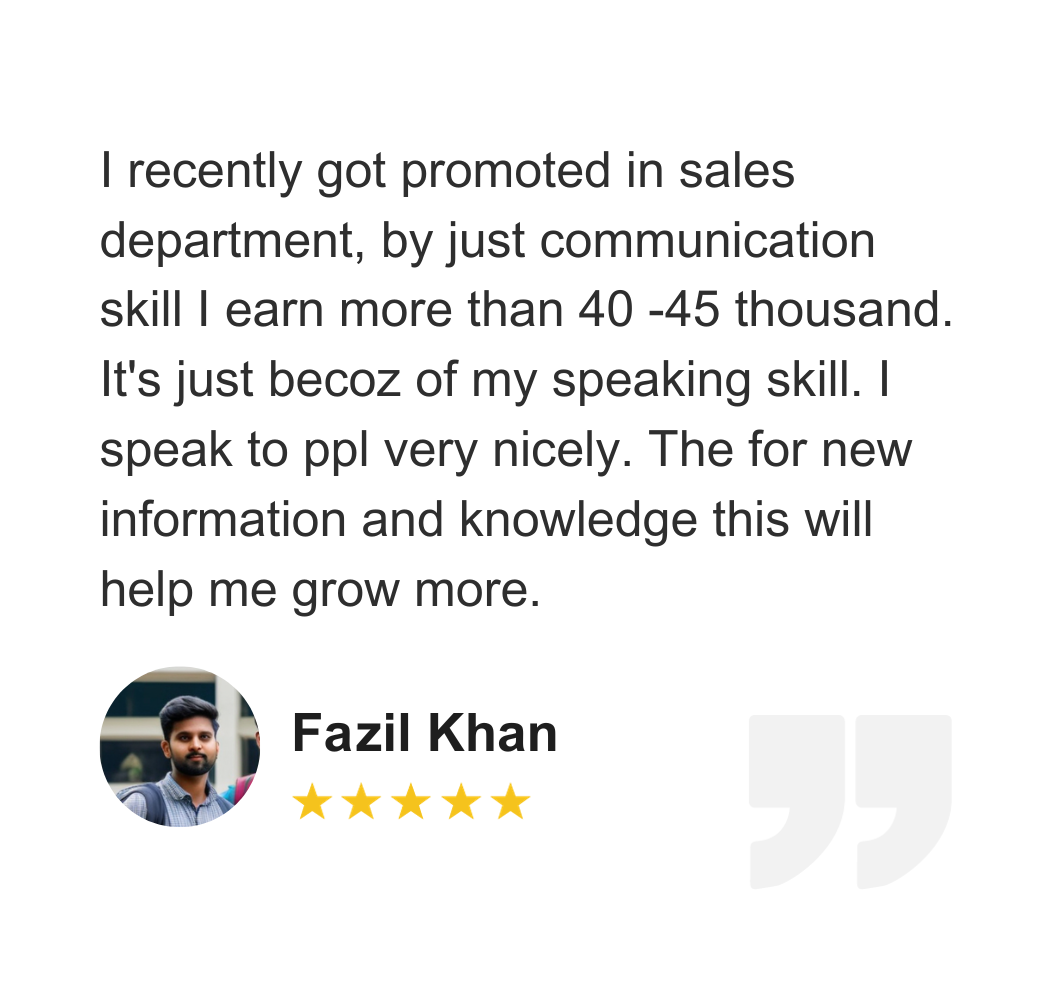 I recently got promoted in sales
department, by just communication
skill I earn more than 40 -45 thousand.
It's just becoz of my speaking skill. I
speak to ppl very nicely. The for new
information and knowledge this will
help me grow more.
Fazil Khan